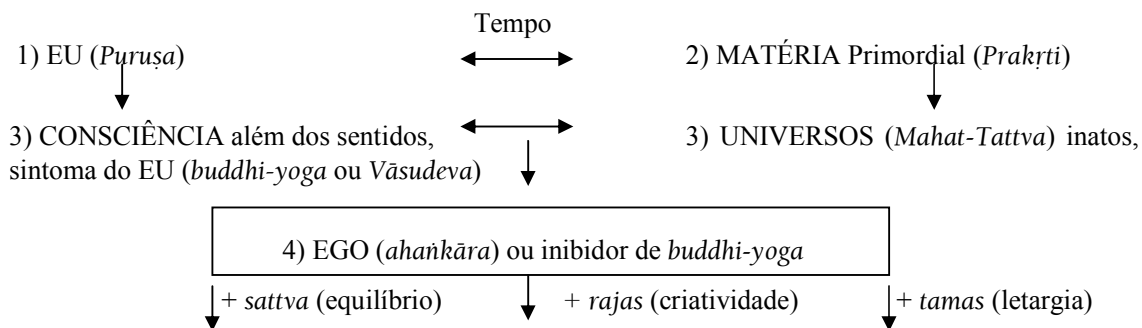 Tempo
1) EU (Puruṣa) 2) MATÉRIA Primordial (Prakṛti)
3) CONSCIÊNCIA além dos sentidos, 3) UNIVERSOS (Mahat-Tattva) inatos,
sintoma do EU (buddhi-yoga ou Vāsudeva)
4) EGO (ahaṅkāra) ou inibidor de buddhi-yoga
+ sattva (equilíbrio) + rajas (criatividade) + tamas (letargia)